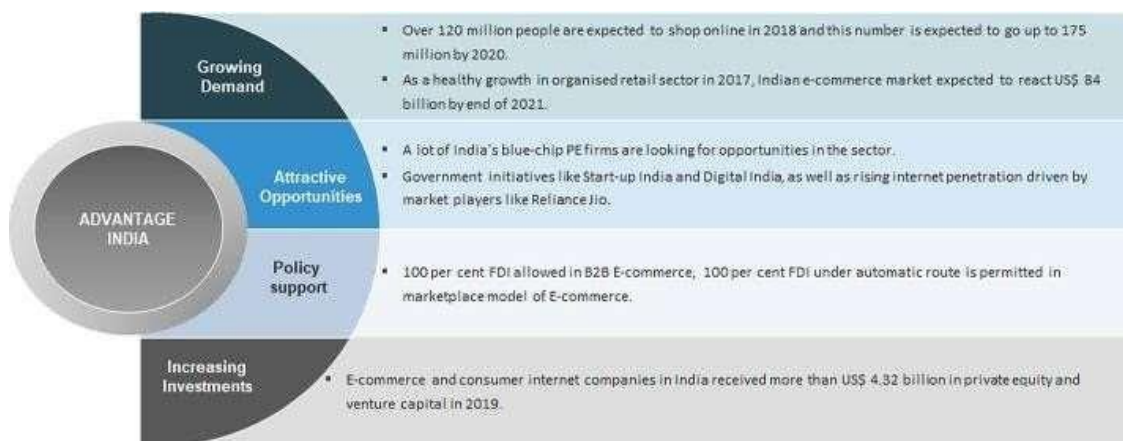 ADVANTAGE
INDIA
Growing
Demand
▪ Over 120 million people are expected to shop online in 2018 and this number is expected to go up to 175
million by 2020.
▪ As a healthy growth in organised retail sector in 2017, Indian e-commerce market expected to react US$ 84
billion by end of 2021.
Attractive
Opportunities
▪ A lot of India's blue-chip PE firms are looking for opportunities in the sector.
▪ Government initiatives like Start-up India and Digital India, as well as rising internet penetration driven by
market players like Reliance Jio.
Policy
support
▪ 100 per cent FDI allowed in B2B E-commerce, 100 per cent FDI under automatic route is permitted in
marketplace model of E-commerce.
Increasing
Investments
▪ E-commerce and consumer internet companies in India received more than US$ 4.32 billion in private equity and
venture capital in 2019.